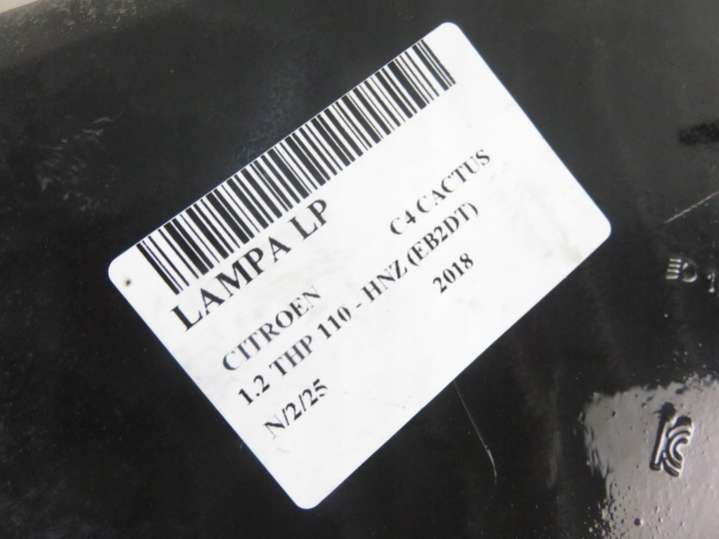 LAMPA LP
CITROEN C4 CACTUS
1.2 THP 110 - HNZ (EB2DT)
N/2/25 2018